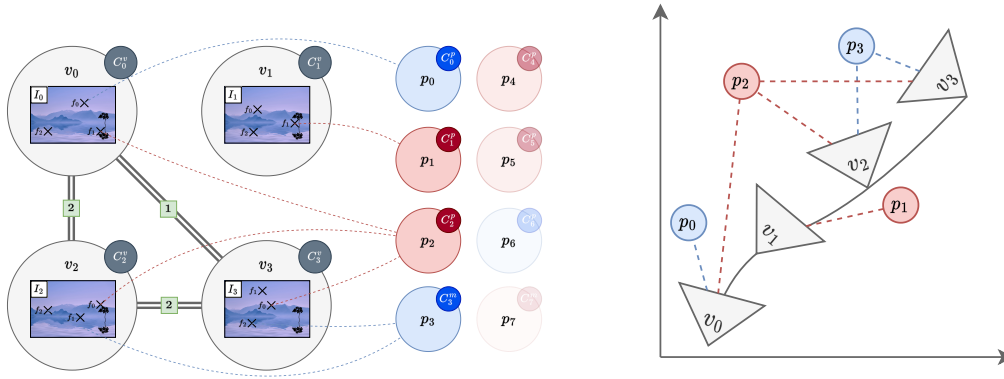 v₀ C₀ᵛ
I₀ f₀ f₁ f₂
v₁ C₁ᵛ
I₁ f₀ f₁ f₂
p₀ C₀ᵖ
p₄ C₄ᵖ
p₁ C₁ᵖ
p₅ C₅ᵖ
2
1
p₂ C₂ᵖ
p₆
v₂ C₂ᵛ
I₂ f₀ f₁ f₂
2
v₃ C₃ᵛ
I₃ f₁ f₀ f₂
p₃ C₃ᵐ
p₇
p₃
v₃
p₂
v₂
p₀
v₁
p₁
v₀